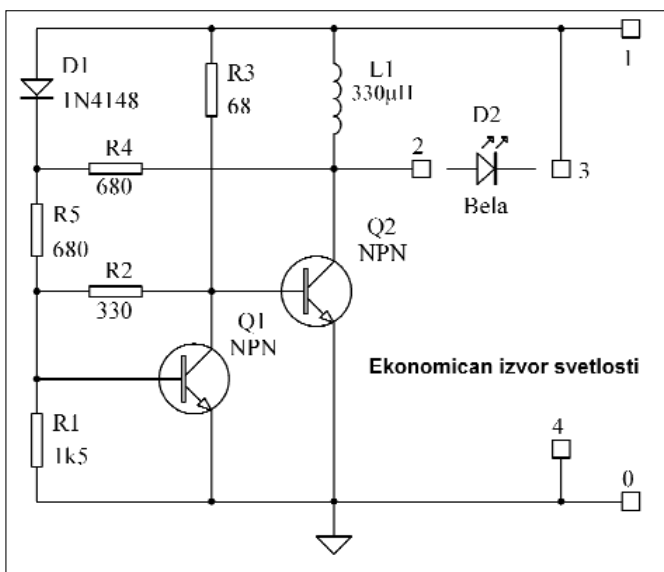 D1
1N4148
R3
68
L1
330µH
1
D2
2
3
Bela
R4
680
R5
680
R2
330
Q2
NPN
Q1
NPN
Ekonomican izvor svetlosti
R1
1k5
4
0